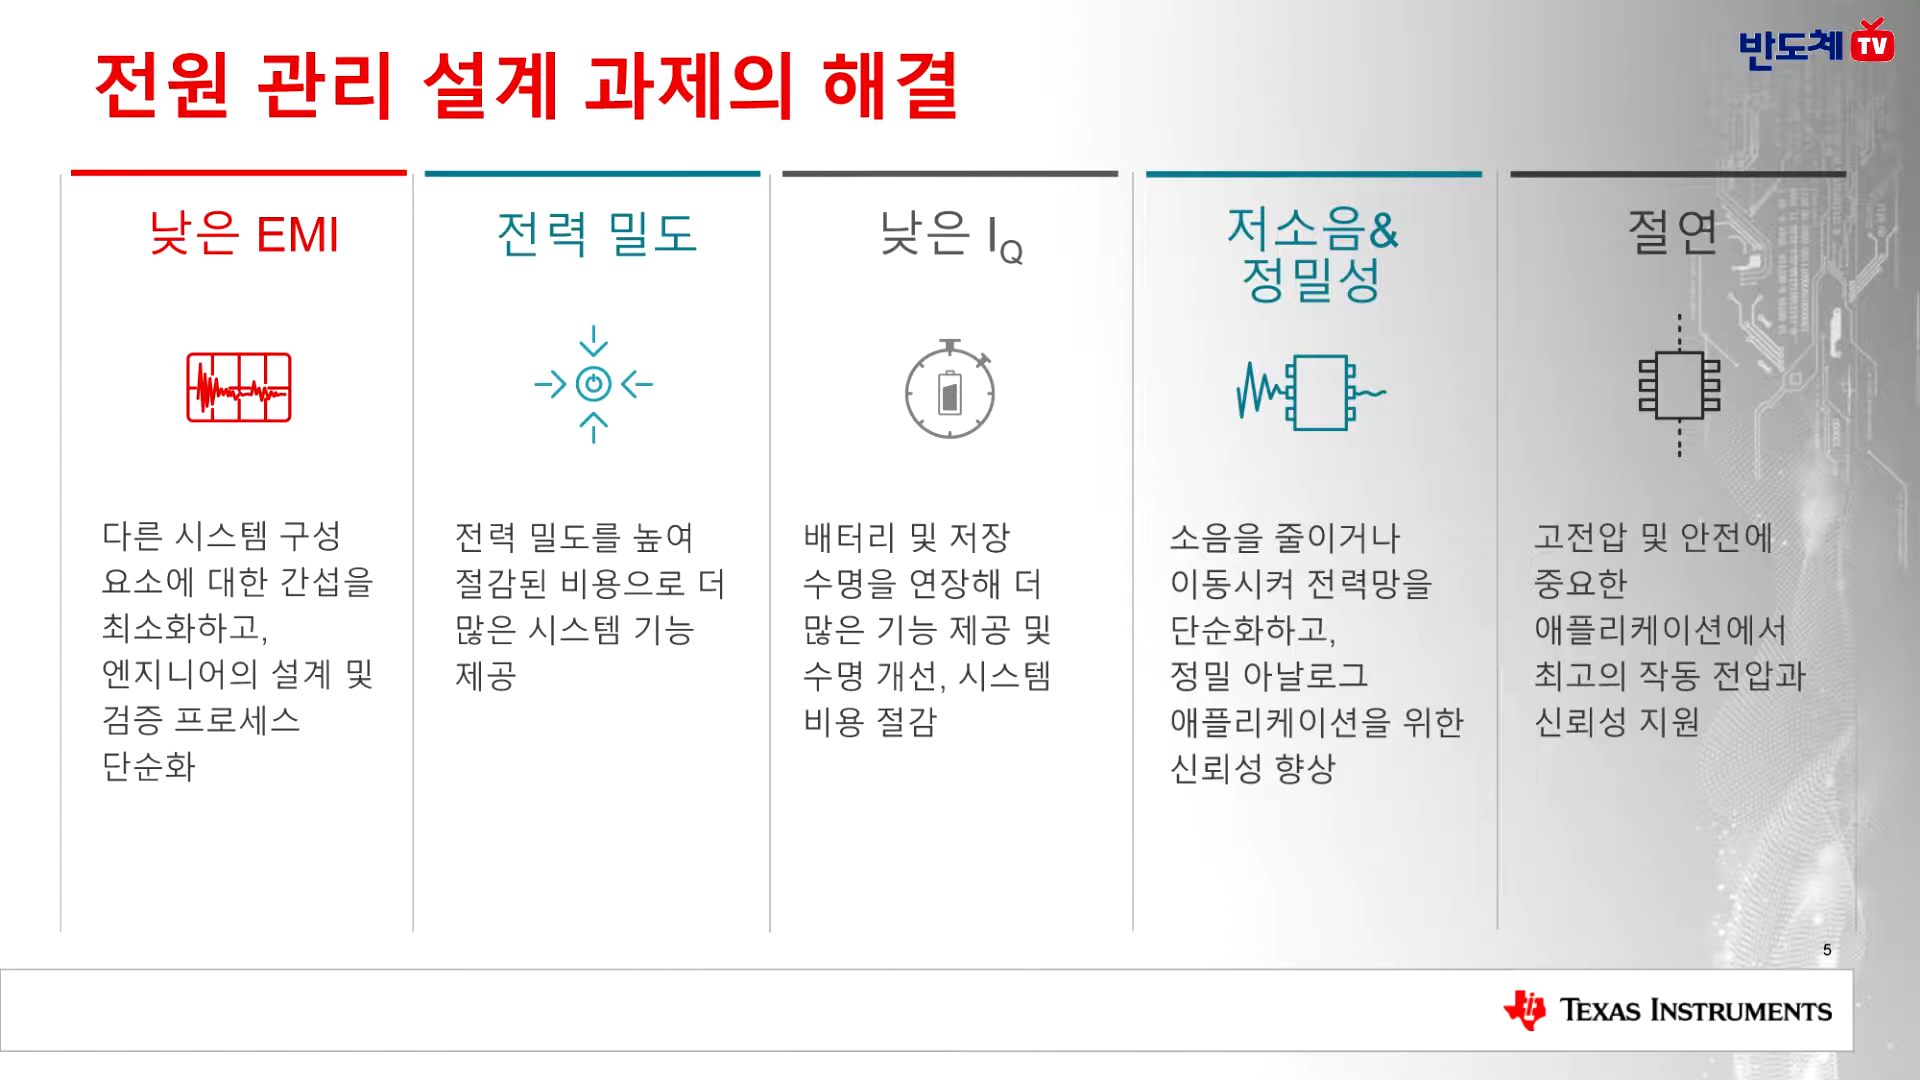 전원 관리 설계 과제의 해결
반도체 TV
낮은 EMI
다른 시스템 구성
요소에 대한 간섭을
최소화하고,
엔지니어의 설계 및
검증 프로세스
단순화
전력 밀도
전력 밀도를 높여
절감된 비용으로 더
많은 시스템 기능
제공
낮은 IQ
배터리 및 저장
수명을 연장해 더
많은 기능 제공 및
수명 개선, 시스템
비용 절감
저소음&
정밀성
소음을 줄이거나
이동시켜 전력망을
단순화하고,
정밀 아날로그
애플리케이션을 위한
신뢰성 향상
절연
고전압 및 안전에
중요한
애플리케이션에서
최고의 작동 전압과
신뢰성 지원
5
TEXAS INSTRUMENTS